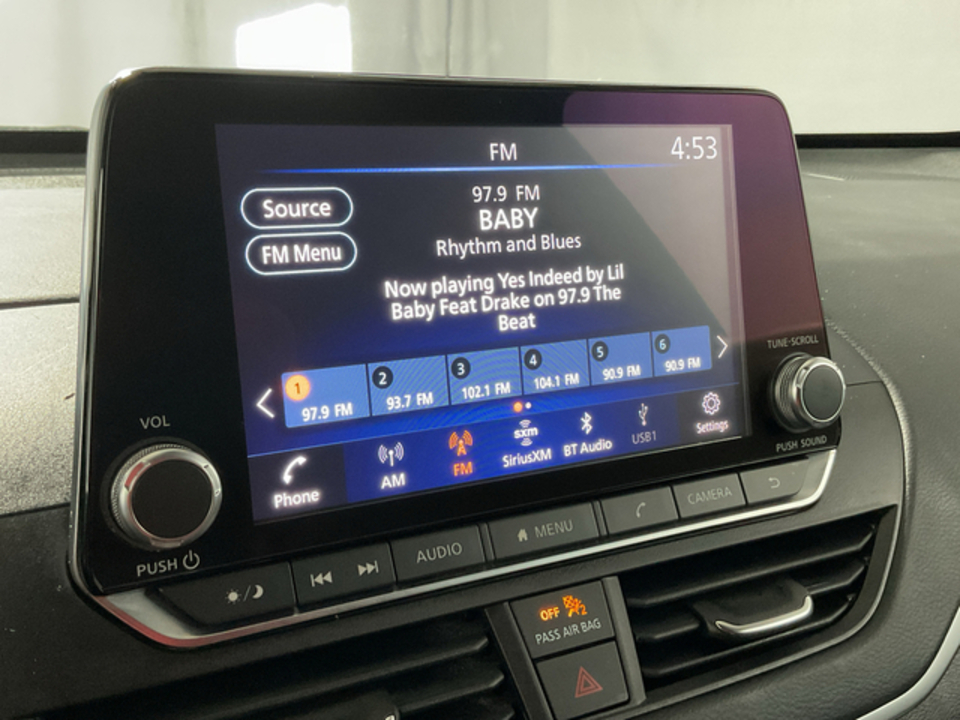 FM
4:53
Source
FM Menu
97.9 FM
BABY
Rhythm and Blues
Now playing Yes Indeed by Lil
Baby Feat Drake on 97.9 The
Beat
1
97.9 FM
2
93.7 FM
3
102.1 FM
4
104.1 FM
5
90.9 FM
6
90.9 FM
Phone
AM
FM
sxm
SiriusXM
BT Audio
USB1
Settings
VOL
PUSH
TUNE·SCROLL
PUSH SOUND
AUDIO
MENU
CAMERA
OFF
2
PASS AIR BAG